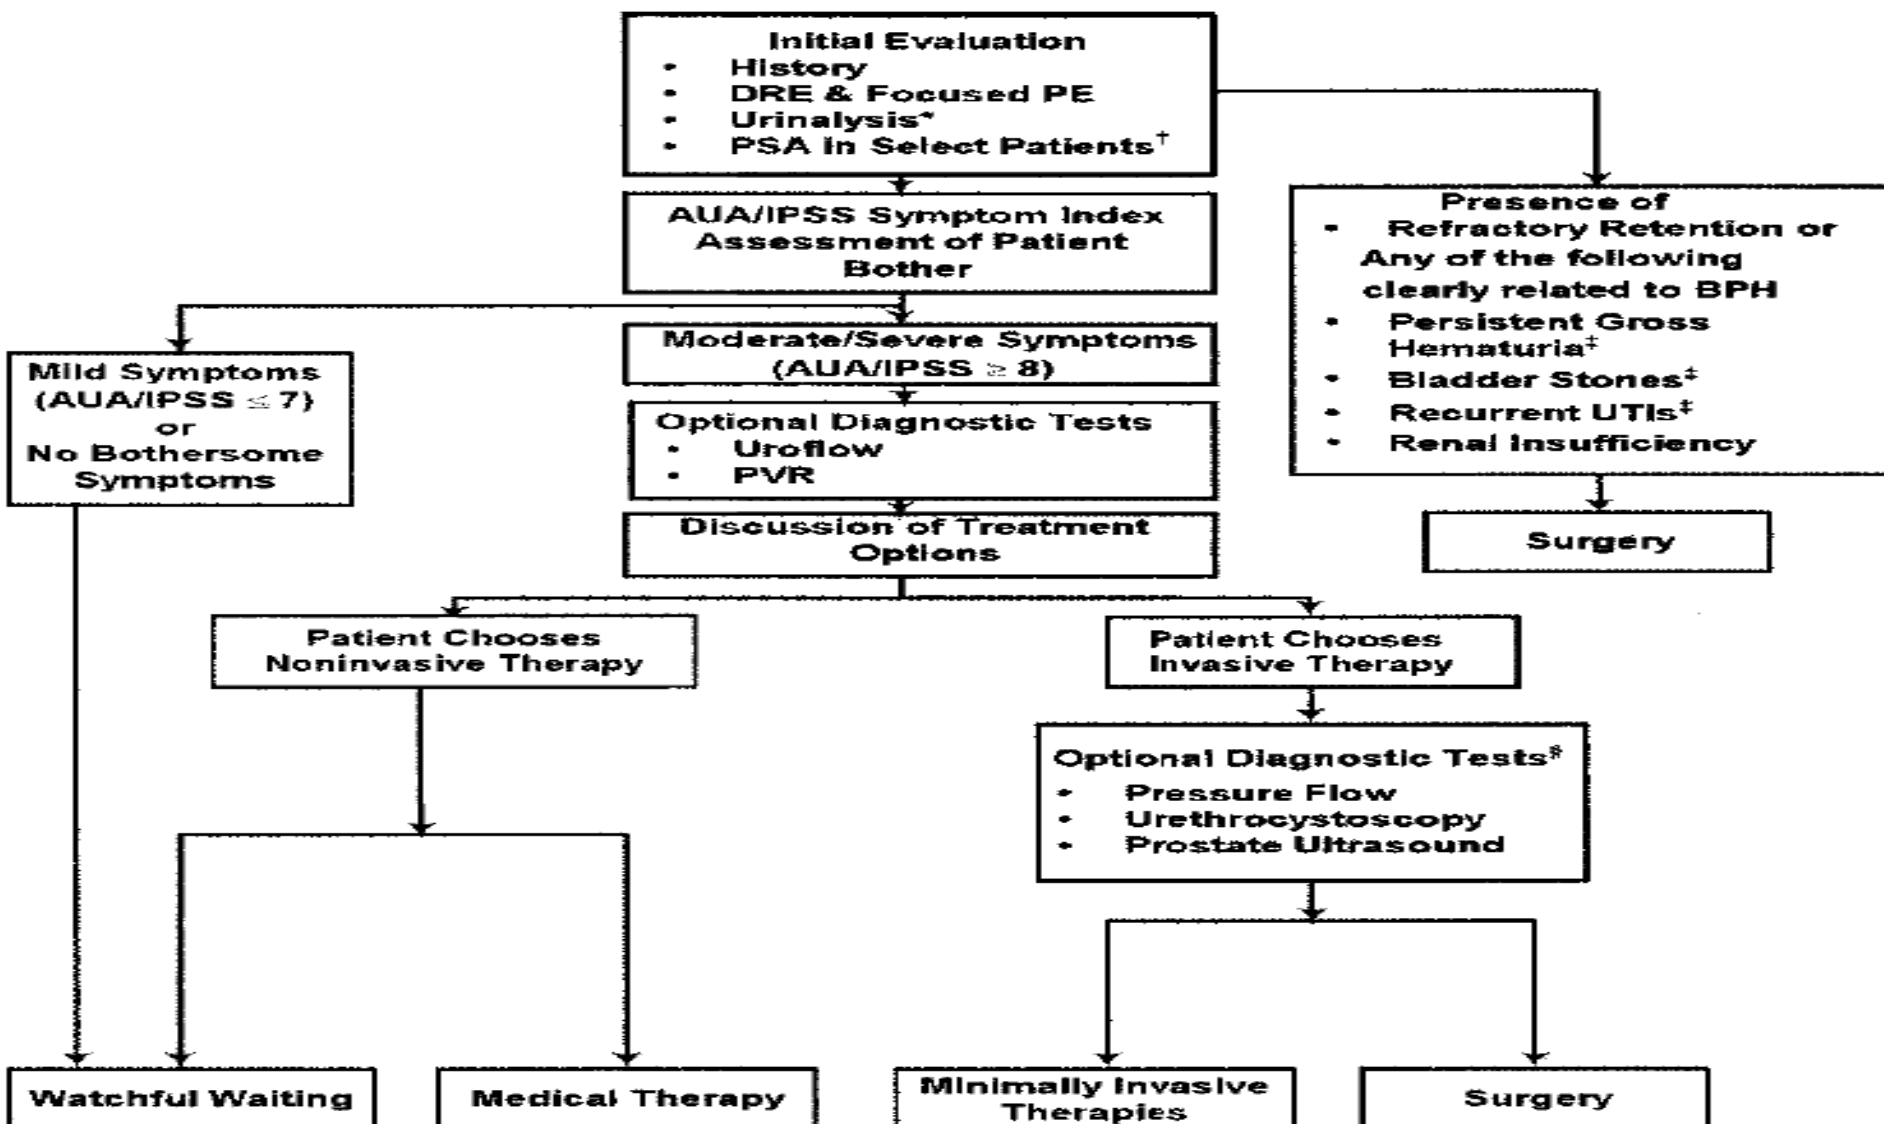 Initial Evaluation
• History
• DRE & Focused PE
• Urinalysis*
• PSA in Select Patients†
AUA/IPSS Symptom Index
Assessment of Patient
Bother
Presence of
• Refractory Retention or
Any of the following
clearly related to BPH
• Persistent Gross
Hematuria‡
• Bladder Stones‡
• Recurrent UTIs‡
• Renal Insufficiency
Surgery
Mild Symptoms
(AUA/IPSS ≤ 7)
or
No Bothersome
Symptoms
Moderate/Severe Symptoms
(AUA/IPSS ≥ 8)
Optional Diagnostic Tests
• Uroflow
• PVR
Discussion of Treatment
Options
Patient Chooses
Noninvasive Therapy
Patient Chooses
Invasive Therapy
Optional Diagnostic Tests§
• Pressure Flow
• Urethrocystoscopy
• Prostate Ultrasound
Watchful Waiting
Medical Therapy
Minimally Invasive
Therapies
Surgery